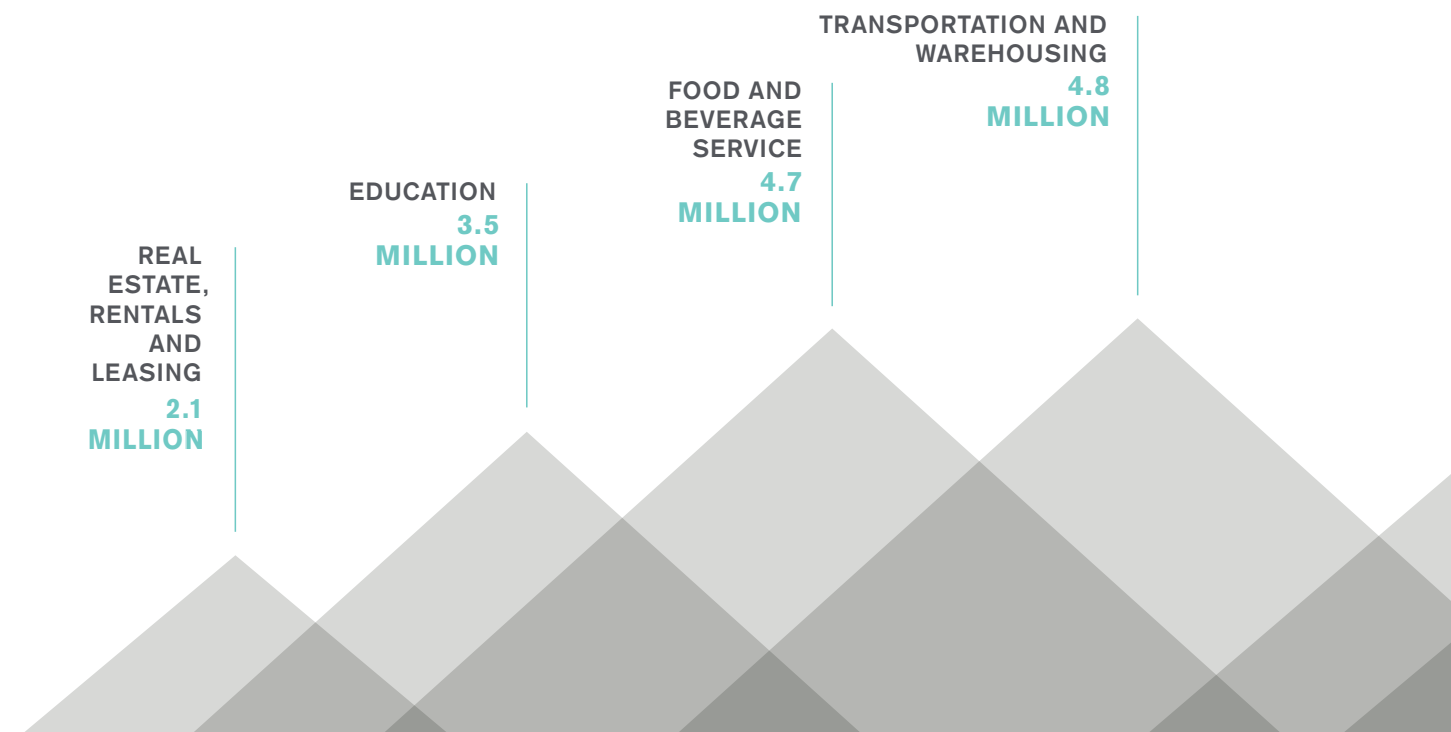 REAL
ESTATE,
RENTALS
AND
LEASING
2.1
MILLION
EDUCATION
3.5
MILLION
FOOD AND
BEVERAGE
SERVICE
4.7
MILLION
TRANSPORTATION AND
WAREHOUSING
4.8
MILLION